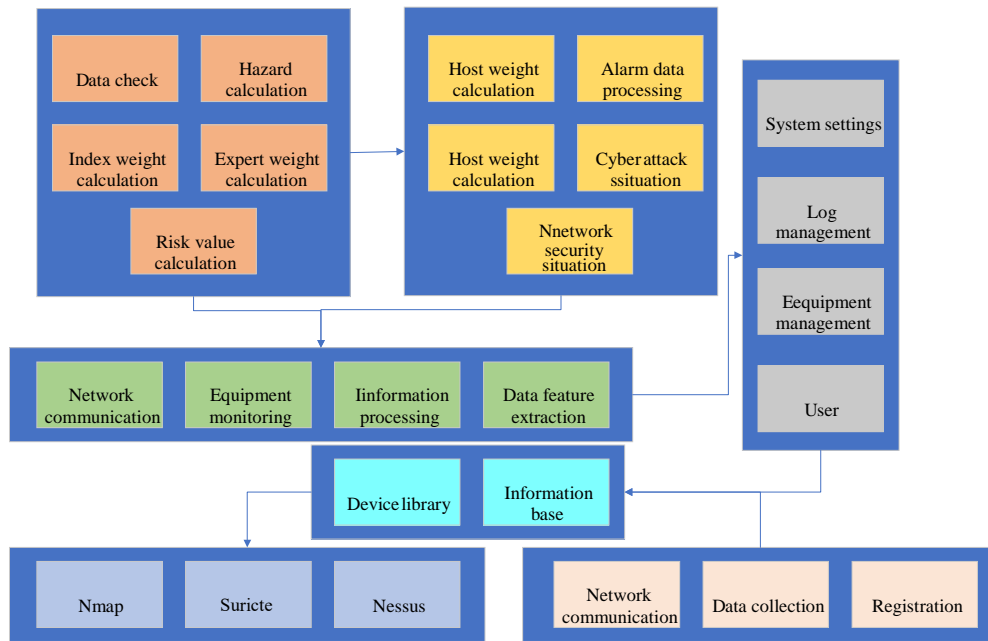 Data check
Hazard
calculation
Index weight
calculation
Expert weight
calculation
Risk value
calculation
Host weight
calculation
Alarm data
processing
Host weight
calculation
Cyber attack
ssituation
Nnetwork
security
situation
System settings
Log
management
Eequipment
management
User
Network
communication
Equipment
monitoring
Iinformation
processing
Data feature
extraction
Device library
Information
base
Nmap
Suricte
Nessus
Network
communication
Data collection
Registration